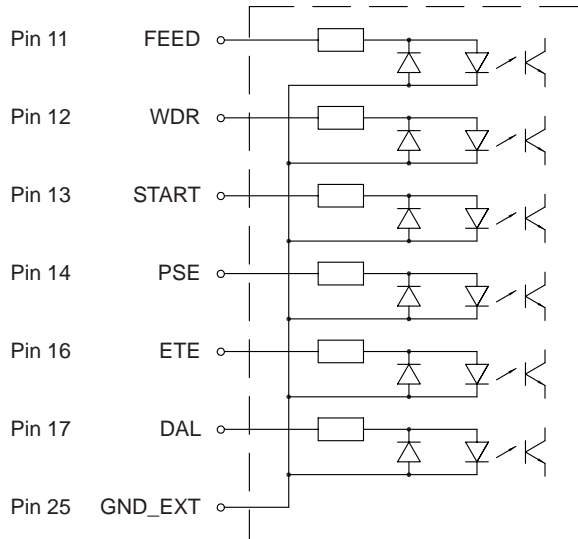 Pin 11 FEED
Pin 12 WDR
Pin 13 START
Pin 14 PSE
Pin 16 ETE
Pin 17 DAL
Pin 25 GND_EXT